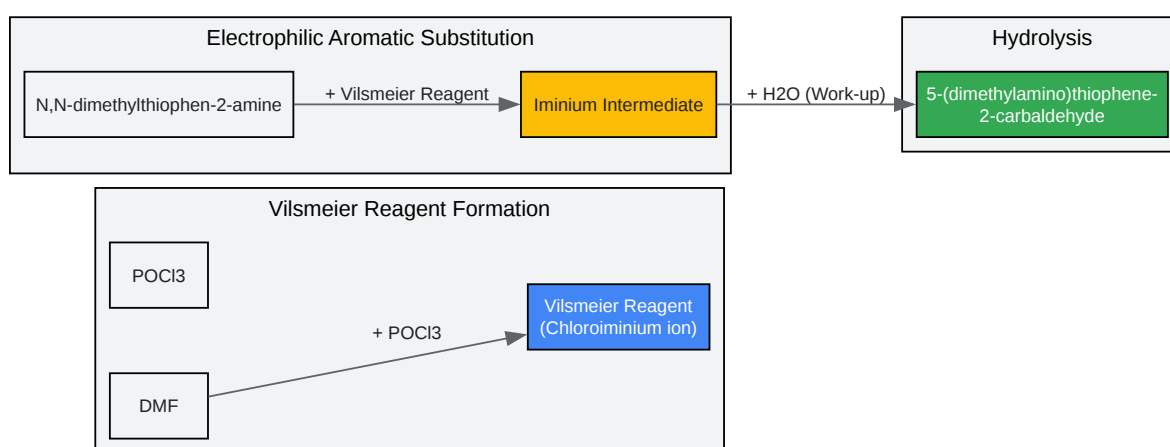 Electrophilic Aromatic Substitution
Hydrolysis
N,N-dimethylthiophen-2-amine
+ Vilsmeier Reagent
Iminium Intermediate
+ H2O (Work-up)
5-(dimethylamino)thiophene-
2-carbaldehyde
Vilsmeier Reagent Formation
POCl3
Vilsmeier Reagent
(Chloroiminium ion)
+ POCl3
DMF